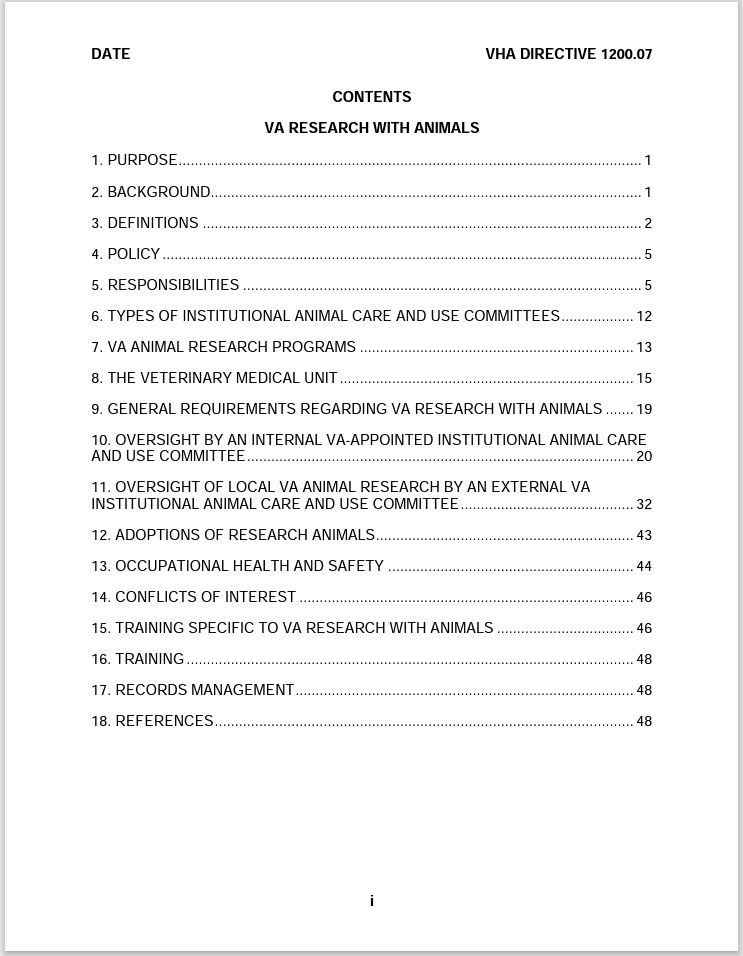 DATE VHA DIRECTIVE 1200.07
CONTENTS
VA RESEARCH WITH ANIMALS
1. PURPOSE.................................................................................................................. 1
2. BACKGROUND.......................................................................................................... 1
3. DEFINITIONS ............................................................................................................ 2
4. POLICY ...................................................................................................................... 5
5. RESPONSIBILITIES .................................................................................................. 5
6. TYPES OF INSTITUTIONAL ANIMAL CARE AND USE COMMITTEES.................. 12
7. VA ANIMAL RESEARCH PROGRAMS .................................................................... 13
8. THE VETERINARY MEDICAL UNIT ......................................................................... 15
9. GENERAL REQUIREMENTS REGARDING VA RESEARCH WITH ANIMALS ....... 19
10. OVERSIGHT BY AN INTERNAL VA-APPOINTED INSTITUTIONAL ANIMAL CARE
AND USE COMMITTEE................................................................................................ 20
11. OVERSIGHT OF LOCAL VA ANIMAL RESEARCH BY AN EXTERNAL VA
INSTITUTIONAL ANIMAL CARE AND USE COMMITTEE........................................... 32
12. ADOPTIONS OF RESEARCH ANIMALS................................................................ 43
13. OCCUPATIONAL HEALTH AND SAFETY ............................................................. 44
14. CONFLICTS OF INTEREST ................................................................................... 46
15. TRAINING SPECIFIC TO VA RESEARCH WITH ANIMALS .................................. 46
16. TRAINING ............................................................................................................... 48
17. RECORDS MANAGEMENT.................................................................................... 48
18. REFERENCES........................................................................................................ 48
i